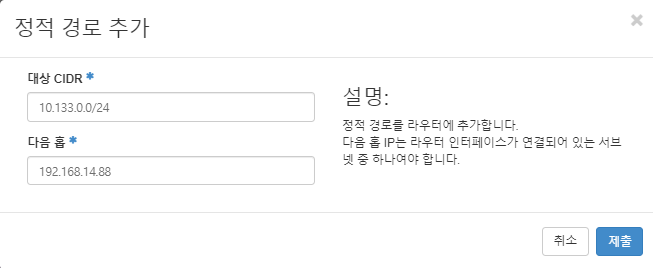 정적 경로 추가
×
대상 CIDR *
10.133.0.0/24
다음 홉 *
192.168.14.88
설명:
정적 경로를 라우터에 추가합니다.
다음 홉 IP는 라우터 인터페이스가 연결되어 있는 서브
넷 중 하나여야 합니다.
취소
제출